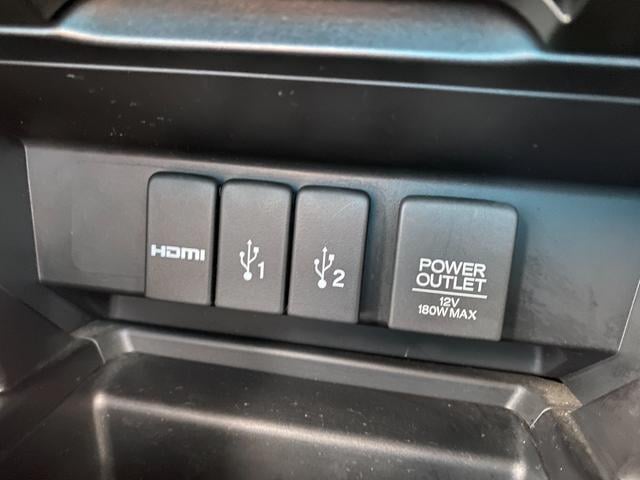 HDMI
1
2
POWER
OUTLET
12V
180W MAX